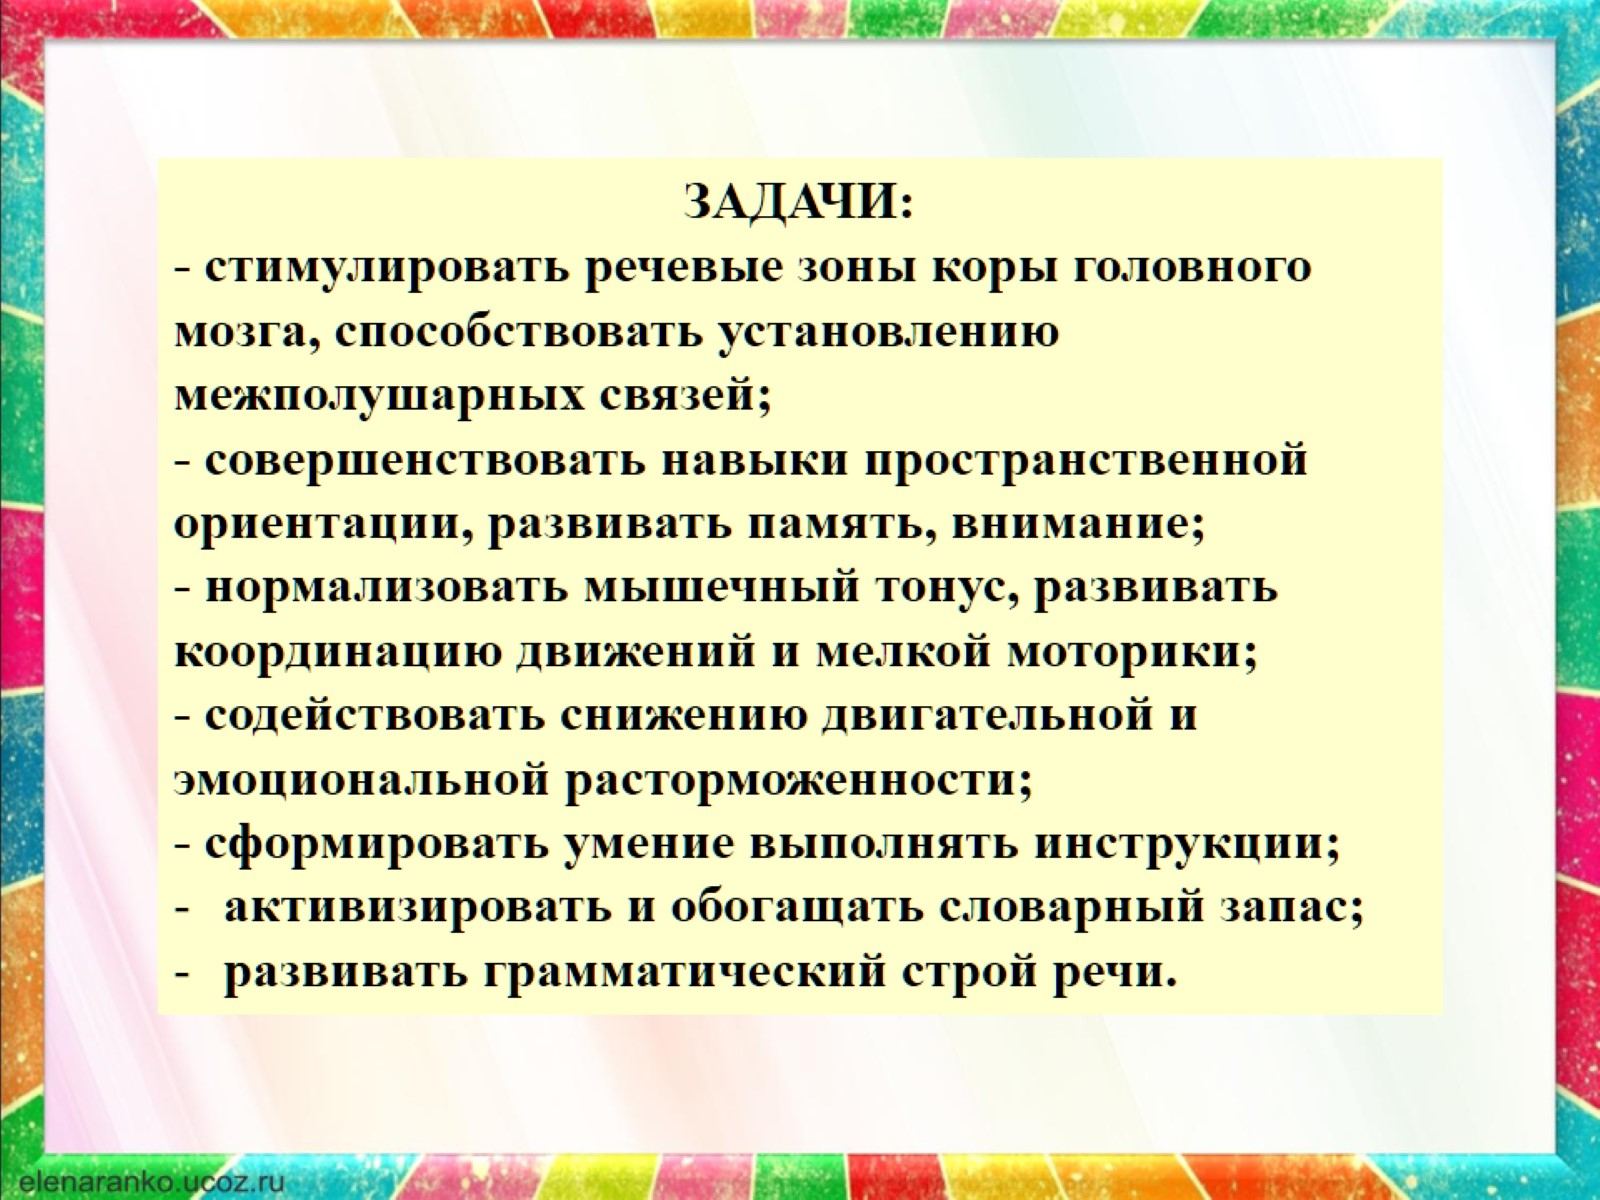 ЗАДАЧИ:
- стимулировать речевые зоны коры головного
мозга, способствовать установлению
межполушарных связей;
- совершенствовать навыки пространственной
ориентации, развивать память, внимание;
- нормализовать мышечный тонус, развивать
координацию движений и мелкой моторики;
- содействовать снижению двигательной и
эмоциональной расторможенности;
- сформировать умение выполнять инструкции;
- активизировать и обогащать словарный запас;
- развивать грамматический строй речи.
elenaranko.ucoz.ru